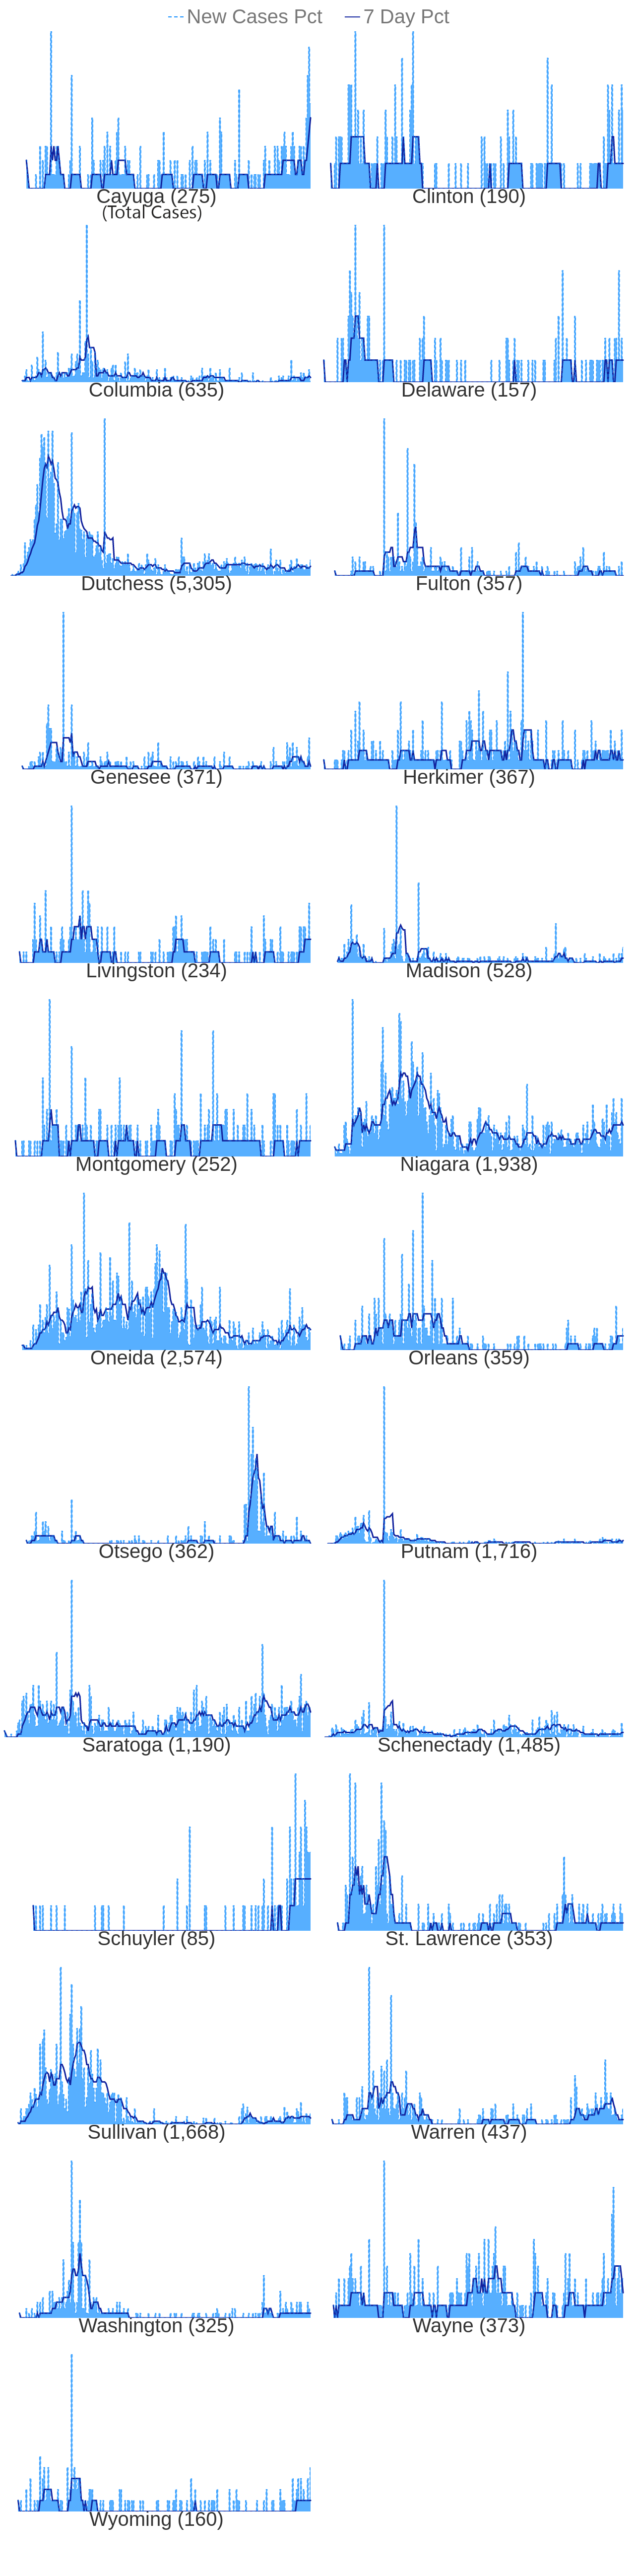 New Cases Pct 7 Day Pct
Cayuga (275) Clinton (190)
(Total Cases)
Columbia (635) Delaware (157)
Dutchess (5,305) Fulton (357)
Genesee (371) Herkimer (367)
Livingston (234) Madison (528)
Montgomery (252) Niagara (1,938)
Oneida (2,574) Orleans (359)
Otsego (362) Putnam (1,716)
Saratoga (1,190) Schenectady (1,485)
Schuyler (85) St. Lawrence (353)
Sullivan (1,668) Warren (437)
Washington (325) Wayne (373)
Wyoming (160)